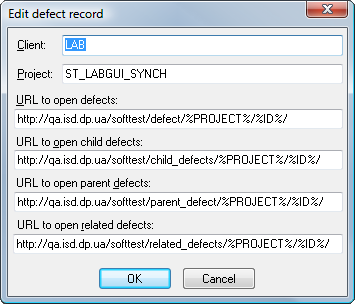 Edit defect record
Client: LAB
Project: ST_LABGUI_SYNCH
URL to open defects:
http://qa.isd.dp.ua/softtest/defect/%PROJECT%/%ID%/
URL to open child defects:
http://qa.isd.dp.ua/softtest/child_defects/%PROJECT%/%ID%/
URL to open parent defects:
http://qa.isd.dp.ua/softtest/parent_defect/%PROJECT%/%ID%/
URL to open related defects:
http://qa.isd.dp.ua/softtest/related_defects/%PROJECT%/%ID%/
OK Cancel